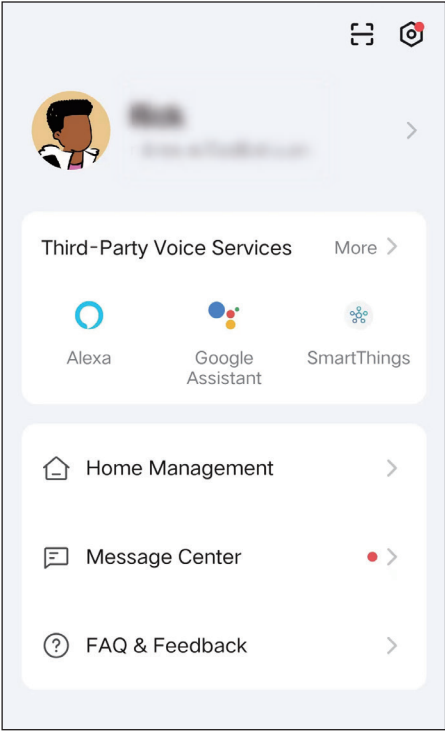 Third-Party Voice Services
More
Alexa
Google
Assistant
SmartThings
Home Management
Message Center
FAQ & Feedback